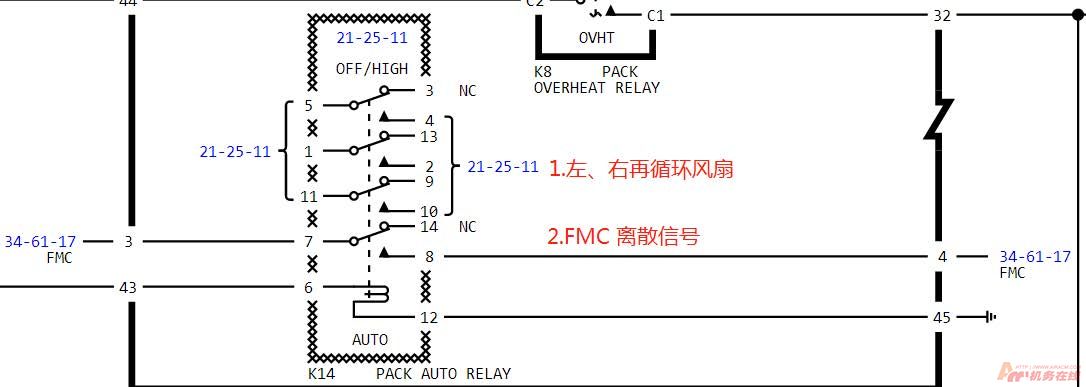 44
C2
C1
32
OVHT
21-25-11
OFF/HIGH
K8 PACK
OVERHEAT RELAY
3 NC
5
4
13
21-25-11
1
21-25-11
1.左、右再循环风扇
2
9
11
10
14 NC
2.FMC 离散信号
34-61-17
FMC
3
7
8
4
34-61-17
FMC
43
6
12
45
AUTO
K14 PACK AUTO RELAY
机务在线